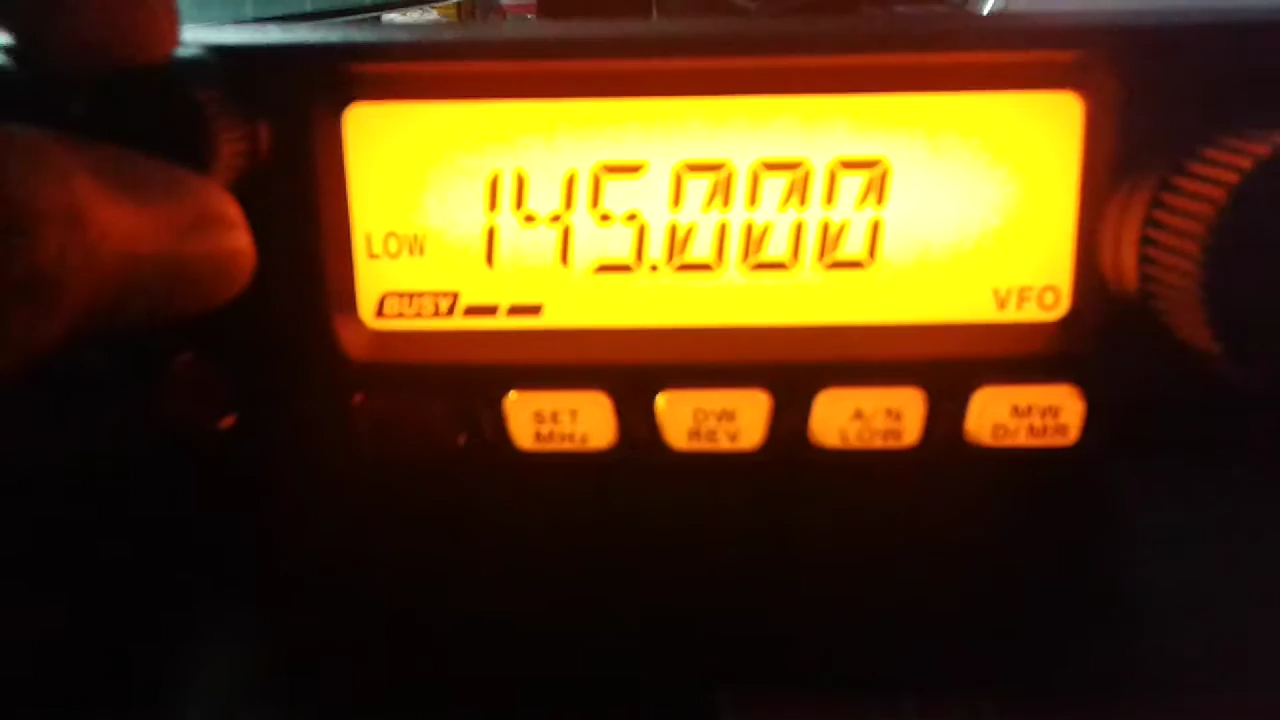 145.000
LOW
BUSY
VFO
SET
MHz
DW
REV
A/N
LOW
MW
D/MR